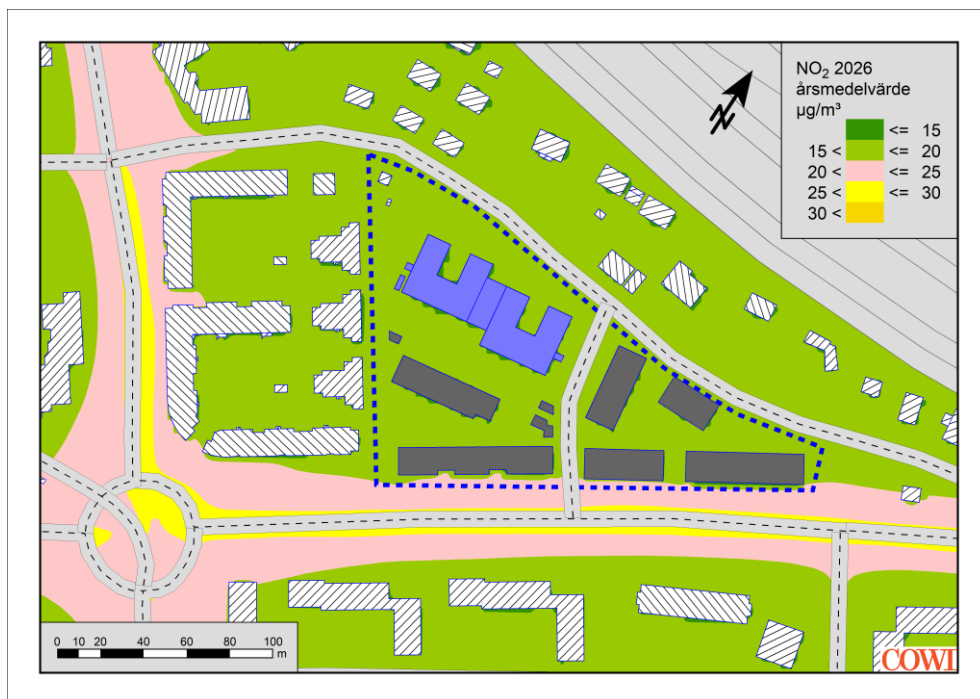 NO₂ 2026
årsmedelvärde
µg/m³
<= 15
15 < <= 20
20 < <= 25
25 < <= 30
30 <
N
0 10 20 40 60 80 100
m
COWI